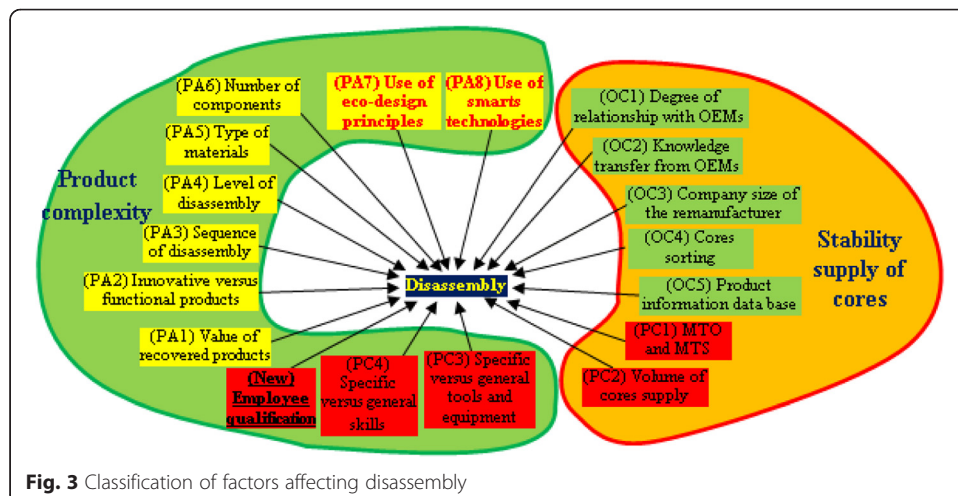 (PA6) Number of
components
(PA7) Use of
eco-design
principles
(PA8) Use of
smarts
technologies
(OC1) Degree of
relationship with OEMs
(PA5) Type of
materials
(OC2) Knowledge
transfer from OEMs
Product
complexity
(PA4) Level of
disassembly
(OC3) Company size of
the remanufacturer
(PA3) Sequence
of disassembly
(OC4) Cores
sorting
Stability
supply of
cores
(PA2) Innovative versus
functional products
Disassembly
(OC5) Product
information data base
(PA1) Value of
recovered products
(PC1) MTO
and MTS
(New)
Employee
qualification
(PC4)
Specific
versus general
skills
(PC3) Specific
versus general
tools and
equipment
(PC2) Volume of
cores supply
Fig. 3 Classification of factors affecting disassembly